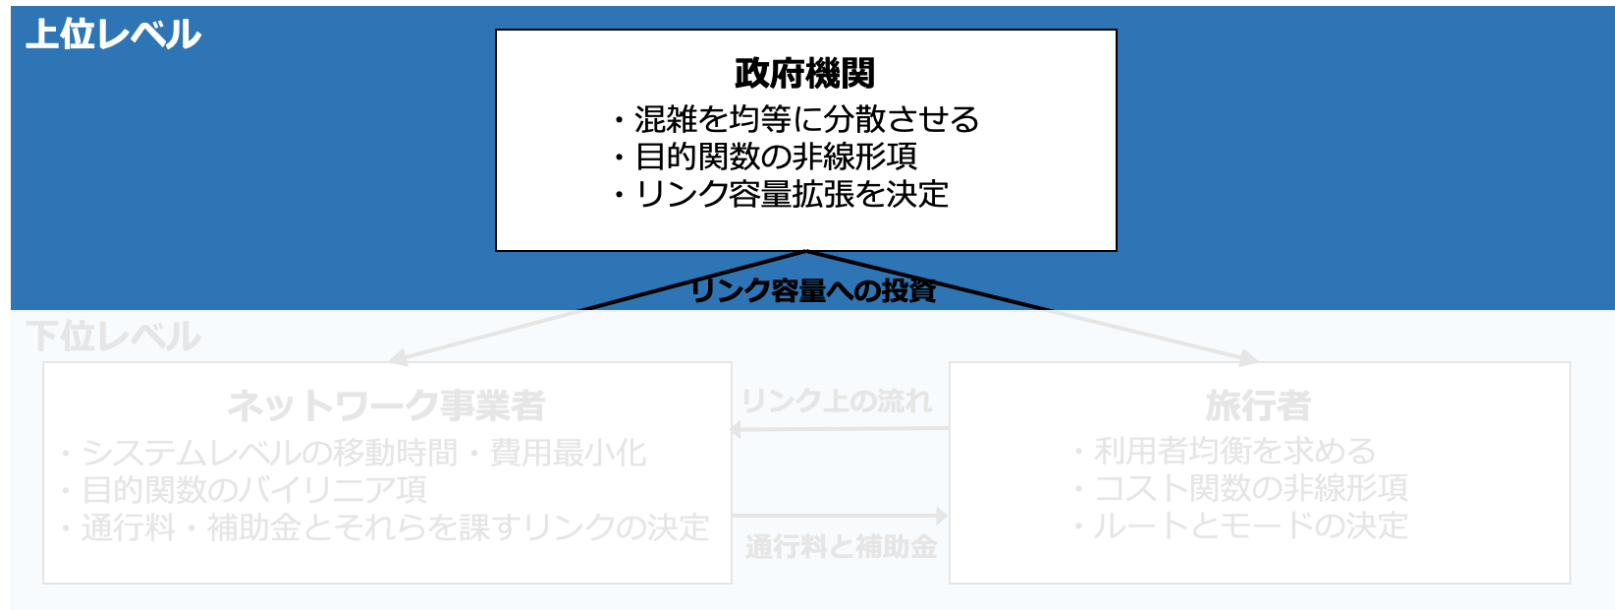 上位レベル
政府機関
・混雑を均等に分散させる
・目的関数の非線形項
・リンク容量拡張を決定
リンク容量への投資
下位レベル
ネットワーク事業者
・システムレベルの移動時間・費用最小化
・目的関数のバイリニア項
・通行料・補助金とそれらを課すリンクの決定
リンク上の流れ
通行料と補助金
旅行者
・利用者均衡を求める
・コスト関数の非線形項
・ルートとモードの決定